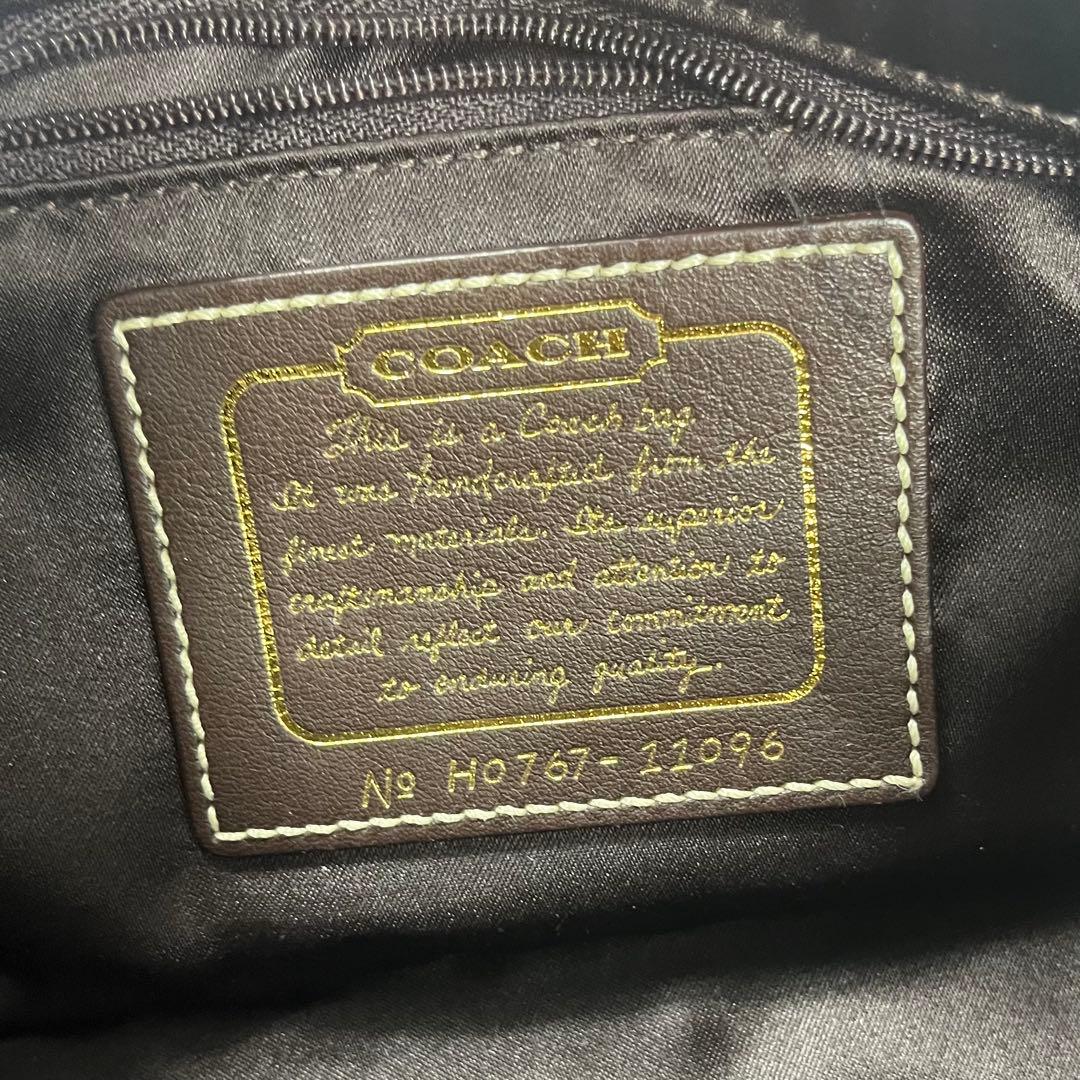 COACH
This is a Coach bag
It was handcrafted from the
finest materials. Its superior
craftsmanship and attention to
detail reflect our commitment
to enduring quality.
Nº H0767-11096